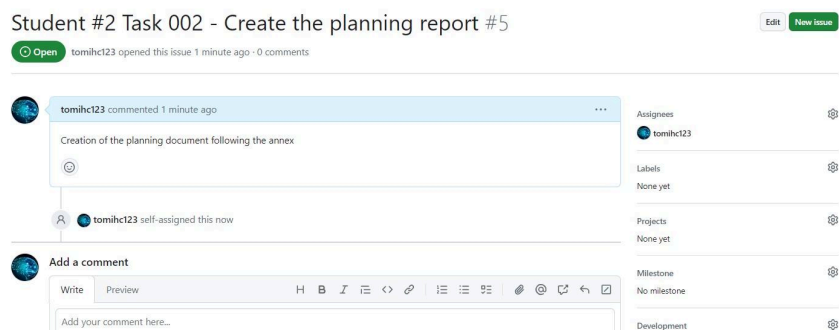 Student #2 Task 002 - Create the planning report #5
Edit
New issue
Open
tomihc123 opened this issue 1 minute ago · 0 comments
tomihc123 commented 1 minute ago
Creation of the planning document following the annex
tomihc123 self-assigned this now
Add a comment
Write
Preview
Add your comment here...
Assignees
tomihc123
Labels
None yet
Projects
None yet
Milestone
No milestone
Development